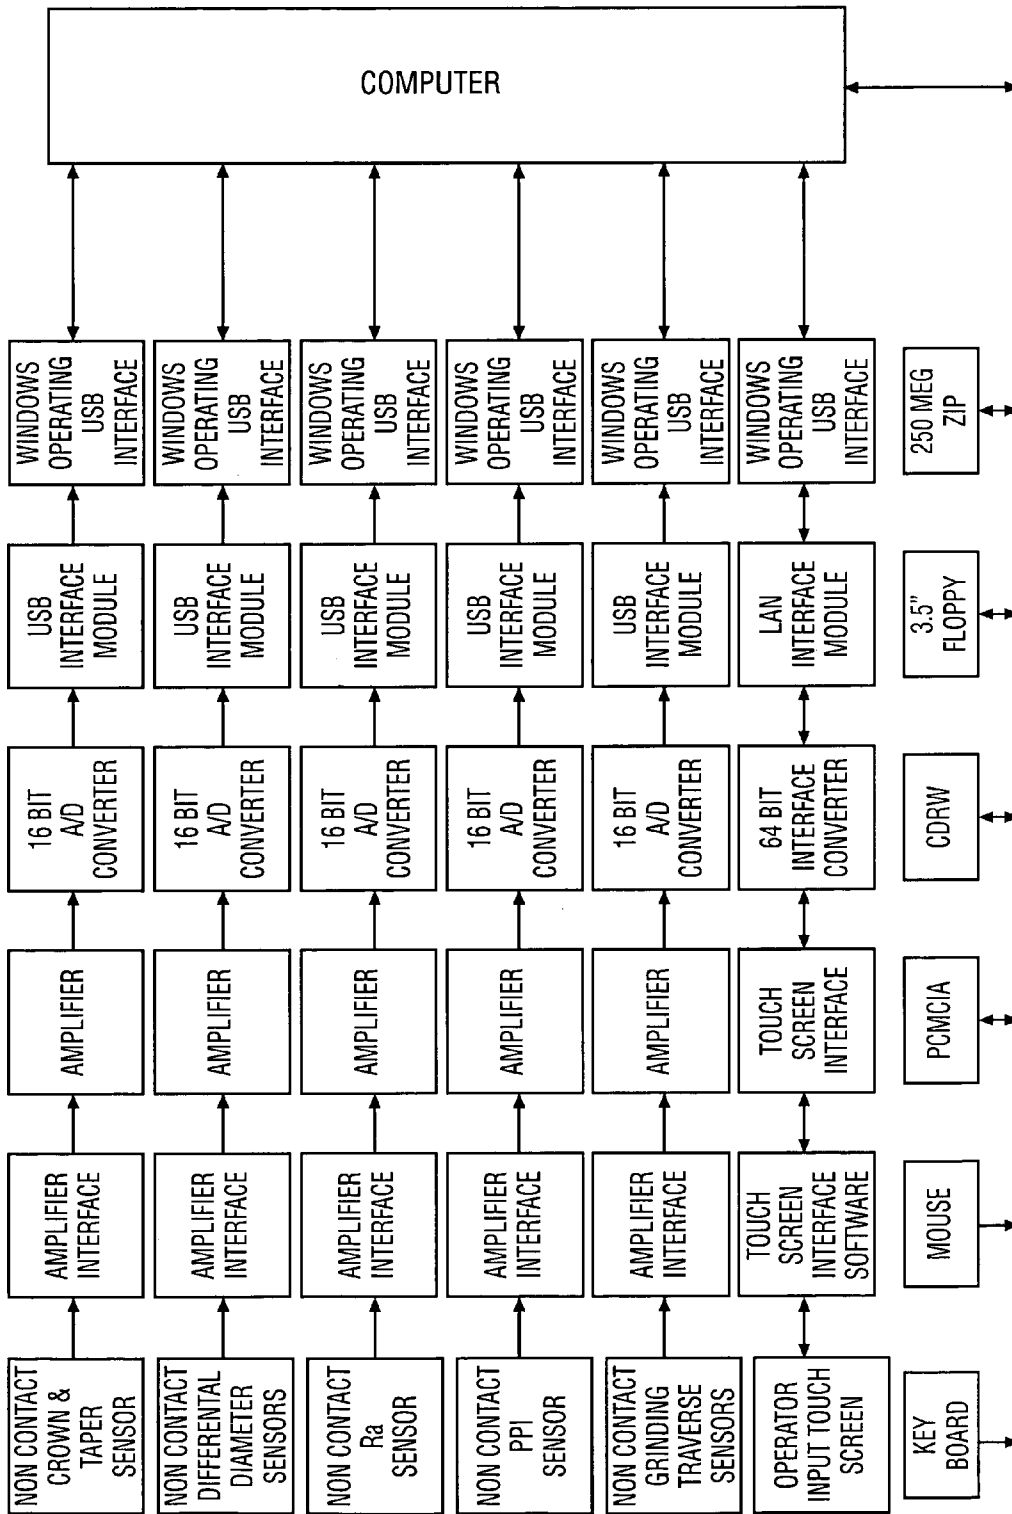 COMPUTER
WINDOWS
OPERATING
USB
INTERFACE
WINDOWS
OPERATING
USB
INTERFACE
WINDOWS
OPERATING
USB
INTERFACE
WINDOWS
OPERATING
USB
INTERFACE
WINDOWS
OPERATING
USB
INTERFACE
WINDOWS
OPERATING
USB
INTERFACE
250 MEG
ZIP
USB
INTERFACE
MODULE
USB
INTERFACE
MODULE
USB
INTERFACE
MODULE
USB
INTERFACE
MODULE
USB
INTERFACE
MODULE
LAN
INTERFACE
MODULE
3.5"
FLOPPY
16 BIT
A/D
CONVERTER
16 BIT
A/D
CONVERTER
16 BIT
A/D
CONVERTER
16 BIT
A/D
CONVERTER
16 BIT
A/D
CONVERTER
64 BIT
INTERFACE
CONVERTER
CDRW
AMPLIFIER
AMPLIFIER
AMPLIFIER
AMPLIFIER
AMPLIFIER
TOUCH
SCREEN
INTERFACE
PCMCIA
AMPLIFIER
INTERFACE
AMPLIFIER
INTERFACE
AMPLIFIER
INTERFACE
AMPLIFIER
INTERFACE
AMPLIFIER
INTERFACE
TOUCH
SCREEN
INTERFACE
SOFTWARE
MOUSE
NON CONTACT
CROWN &
TAPER
SENSOR
NON CONTACT
DIFFERENTIAL
DIAMETER
SENSORS
NON CONTACT
Ra
SENSOR
NON CONTACT
PPI
SENSOR
NON CONTACT
GRINDING
TRAVERSE
SENSORS
OPERATOR
INPUT TOUCH
SCREEN
KEY
BOARD